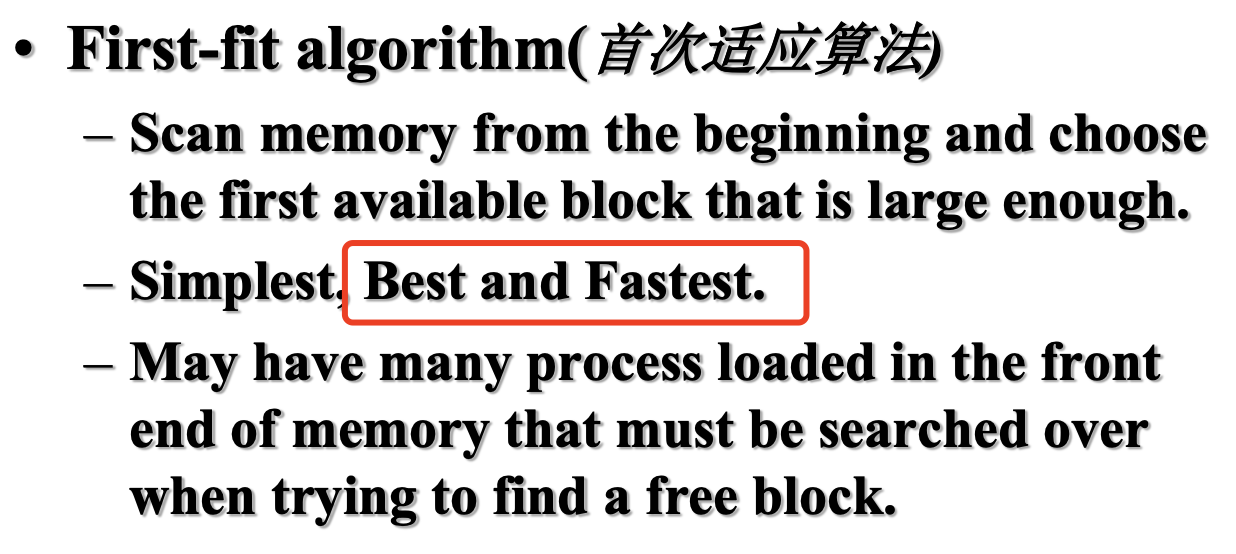 • First-fit algorithm(首次适应算法)
– Scan memory from the beginning and choose
the first available block that is large enough.
– Simplest, Best and Fastest.
– May have many process loaded in the front
end of memory that must be searched over
when trying to find a free block.